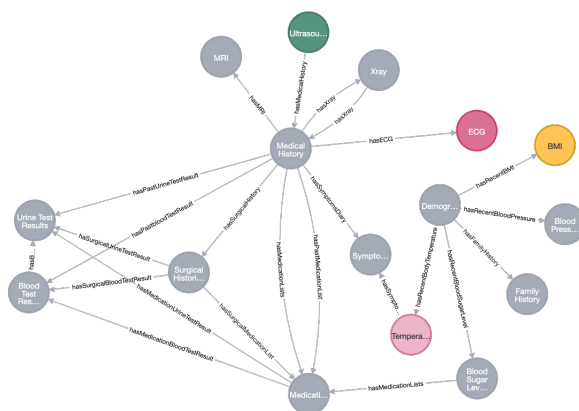 Ultrasou...
MRI
Xray
hasMRI
hasMedicalHistory
hasXray
hasXray
Medical
History
hasECG
ECG
BMI
hasRecentBMI
hasPastUrineTestResult
hasPastbloodTestResult
hasSurgicalHistory
hasSymptomsDiary
Demogr...
hasRecentBloodPressure
Blood
Press...
Urine Test
Results
hasSurgicalUrineTestResult
hasMedicationLists
hasPastMedicationList
Sympto...
hasRecentBodyTemperature
hasFamilyHistory
hasRecentBloodSugarLevel
hasB...
Surgical
Histori...
Blood
Test
Res...
hasSurgicalBloodTestResult
hasMedicationUrineTestResult
hasSurgicalMedicationList
hasSympto...
Family
History
Tempera...
hasMedicationBloodTestResult
Medicati...
hasMedicationLists
Blood
Sugar
Lev...